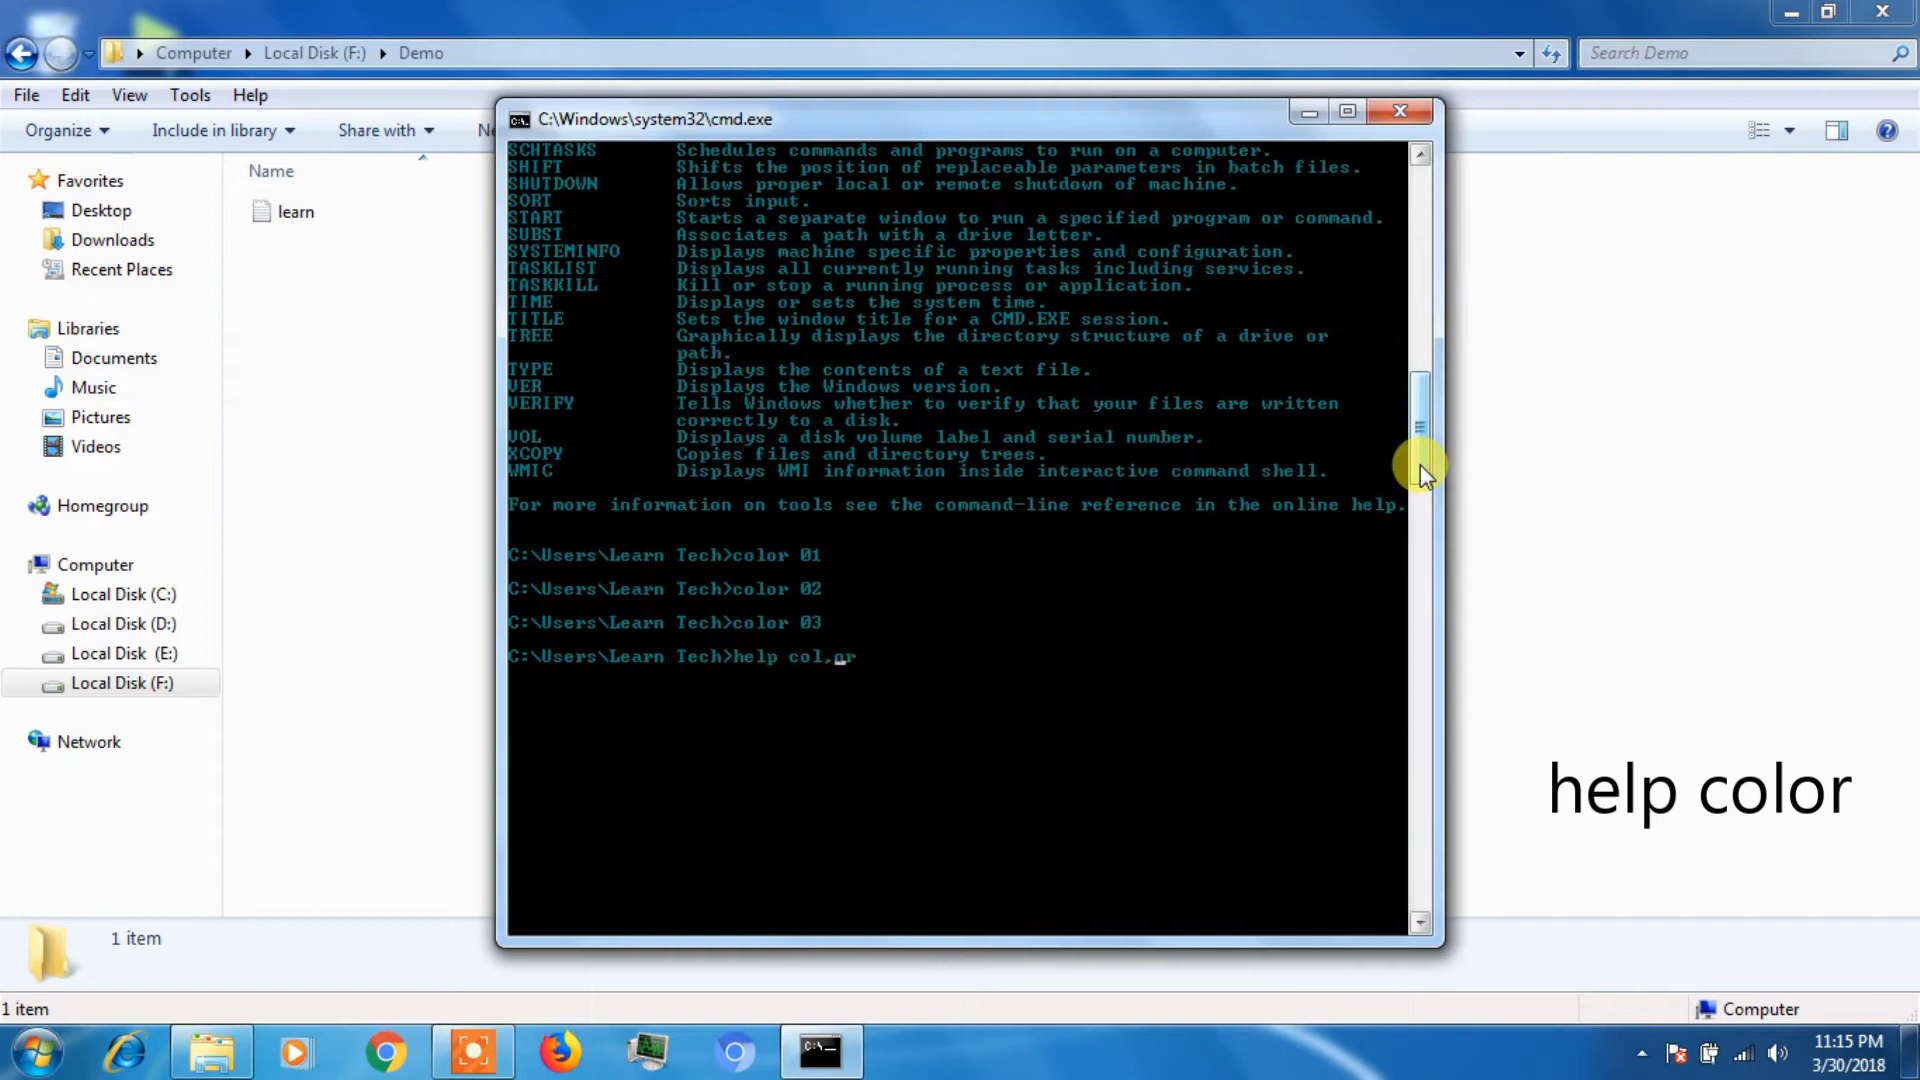 Computer Local Disk (F:) Demo
Search Demo
File Edit View Tools Help
Organize Include in library Share with
C:\Windows\system32\cmd.exe
Favorites
Desktop
Downloads
Recent Places
Libraries
Documents
Music
Pictures
Videos
Homegroup
Computer
Local Disk (C:)
Local Disk (D:)
Local Disk (E:)
Local Disk (F:)
Network
Name
learn
SCHTASKS Schedules commands and programs to run on a computer.
SHIFT Shifts the position of replaceable parameters in batch files.
SHUTDOWN Allows proper local or remote shutdown of machine.
SORT Sorts input.
START Starts a separate window to run a specified program or command.
SUBST Associates a path with a drive letter.
SYSTEMINFO Displays machine specific properties and configuration.
TASKLIST Displays all currently running tasks including services.
TASKKILL Kill or stop a running process or application.
TIME Displays or sets the system time.
TITLE Sets the window title for a CMD.EXE session.
TREE Graphically displays the directory structure of a drive or
path.
TYPE Displays the contents of a text file.
VER Displays the Windows version.
VERIFY Tells Windows whether to verify that your files are written
correctly to a disk.
VOL Displays a disk volume label and serial number.
XCOPY Copies files and directory trees.
WMIC Displays WMI information inside interactive command shell.
For more information on tools see the command-line reference in the online help.
C:\Users\Learn Tech>color 01
C:\Users\Learn Tech>color 02
C:\Users\Learn Tech>color 03
C:\Users\Learn Tech>help col,or
help color
1 item
1 item
Computer
11:15 PM
3/30/2018